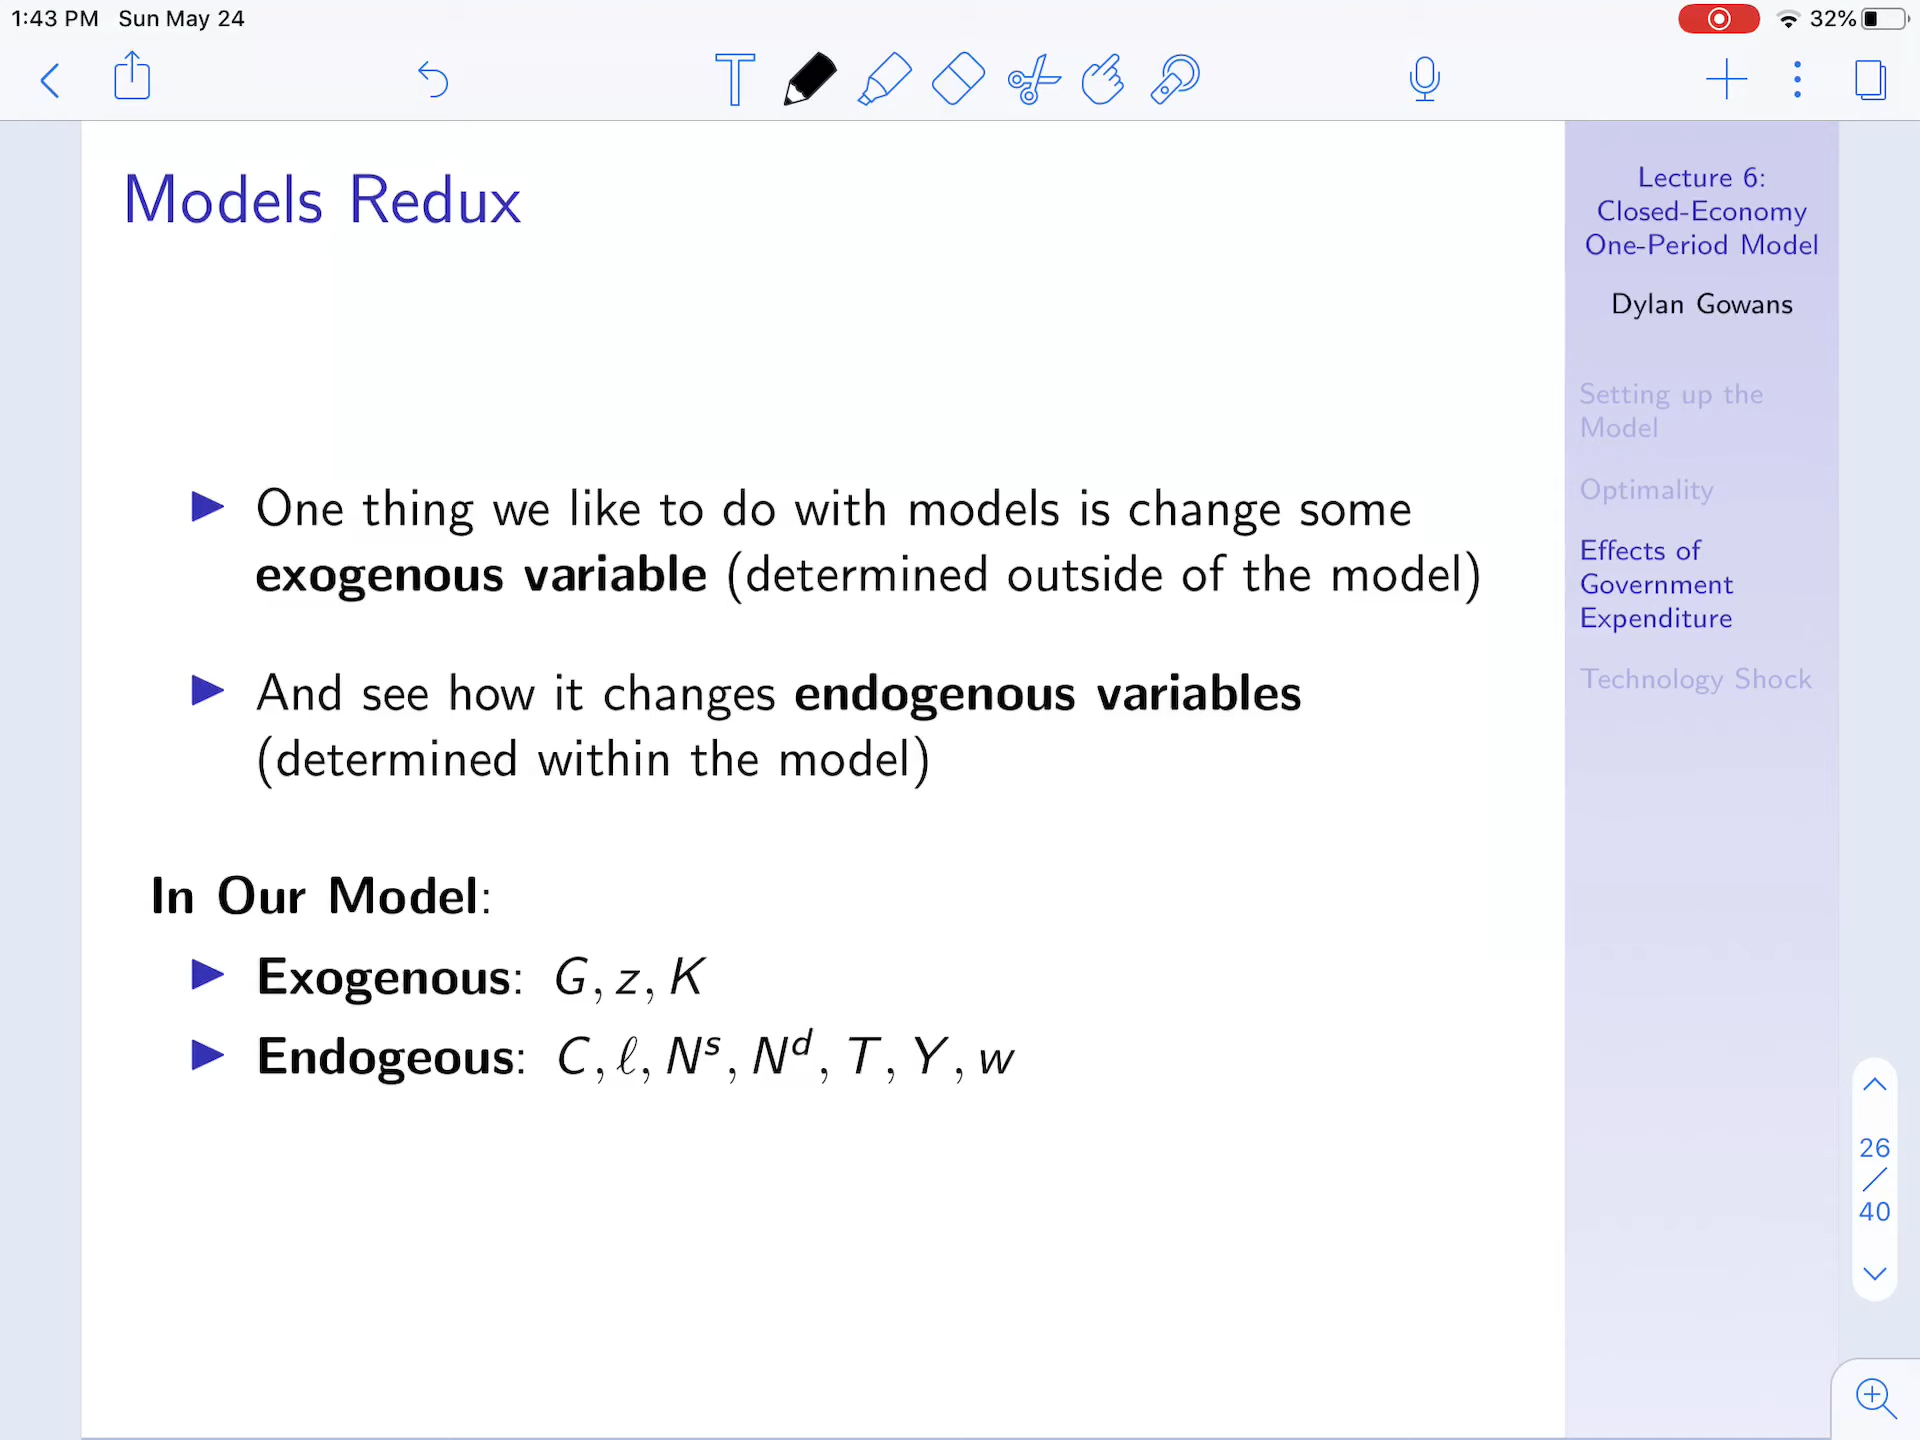 1:43 PM Sun May 24
32%
Models Redux
One thing we like to do with models is change some
exogenous variable (determined outside of the model)
And see how it changes endogenous variables
(determined within the model)
In Our Model:
Exogenous: G, z, K
Endogeous: C, ℓ, Nˢ, Nᵈ, T, Y, w
Lecture 6:
Closed-Economy
One-Period Model
Dylan Gowans
Setting up the
Model
Optimality
Effects of
Government
Expenditure
Technology Shock
26
/
40